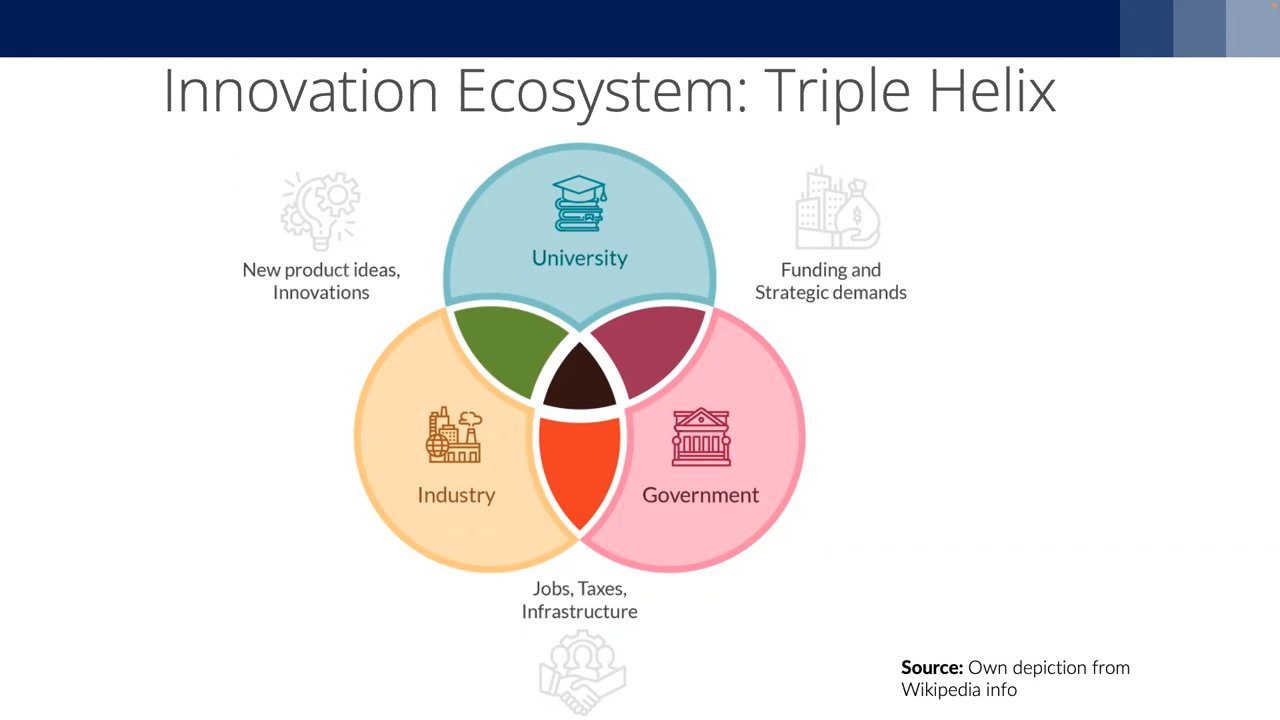 Innovation Ecosystem: Triple Helix
University
New product ideas,
Innovations
Funding and
Strategic demands
Industry
Government
Jobs, Taxes,
Infrastructure
Source: Own depiction from
Wikipedia info